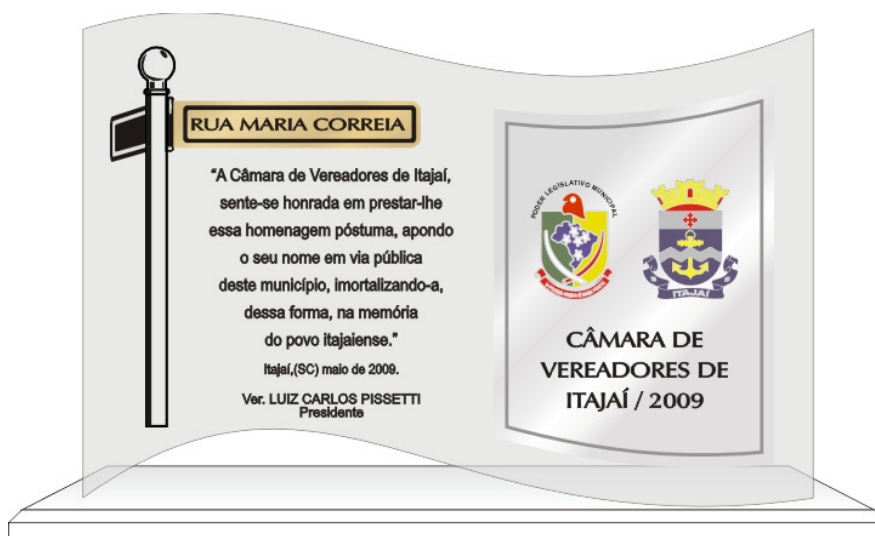 RUA MARIA CORREIA
"A Câmara de Vereadores de Itajaí,
sente-se honrada em prestar-lhe
essa homenagem póstuma, apondo
o seu nome em via pública
deste município, imortalizando-a,
dessa forma, na memória
do povo itajaiense."
Itajaí,(SC) maio de 2009.
Ver. LUIZ CARLOS PISSETTI
Presidente
PODER LEGISLATIVO MUNICIPAL
ITAJAÍ
CÂMARA DE
VEREADORES DE
ITAJAÍ / 2009